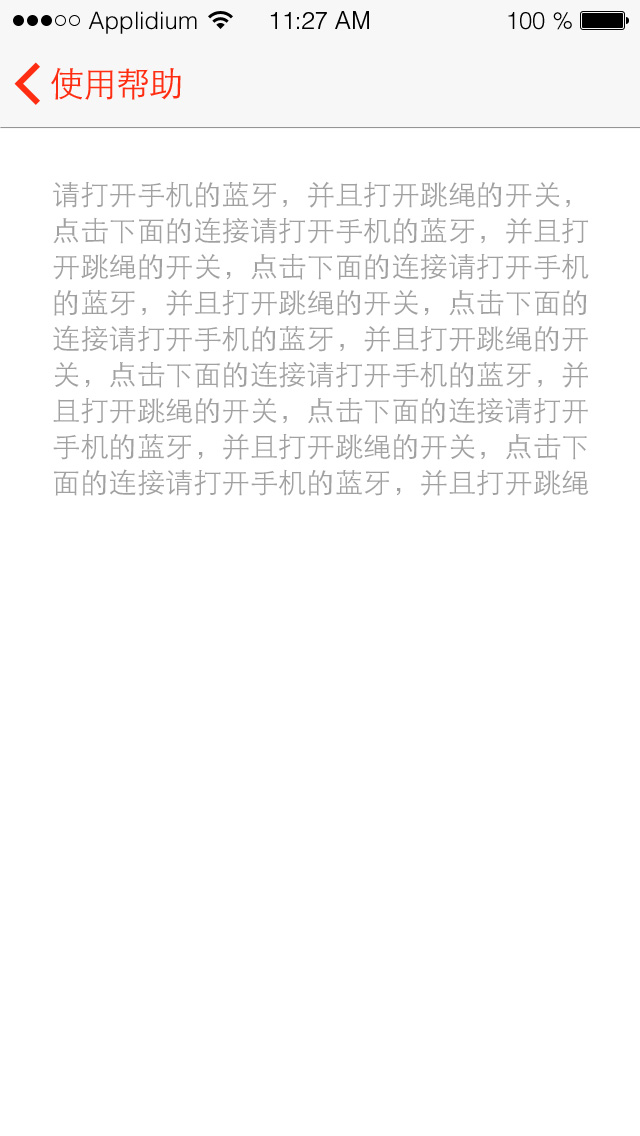 Applidium 11:27 AM 100 %
使用帮助
请打开手机的蓝牙，并且打开跳绳的开关，
点击下面的连接请打开手机的蓝牙，并且打
开跳绳的开关，点击下面的连接请打开手机
的蓝牙，并且打开跳绳的开关，点击下面的
连接请打开手机的蓝牙，并且打开跳绳的开
关，点击下面的连接请打开手机的蓝牙，并
且打开跳绳的开关，点击下面的连接请打开
手机的蓝牙，并且打开跳绳的开关，点击下
面的连接请打开手机的蓝牙，并且打开跳绳